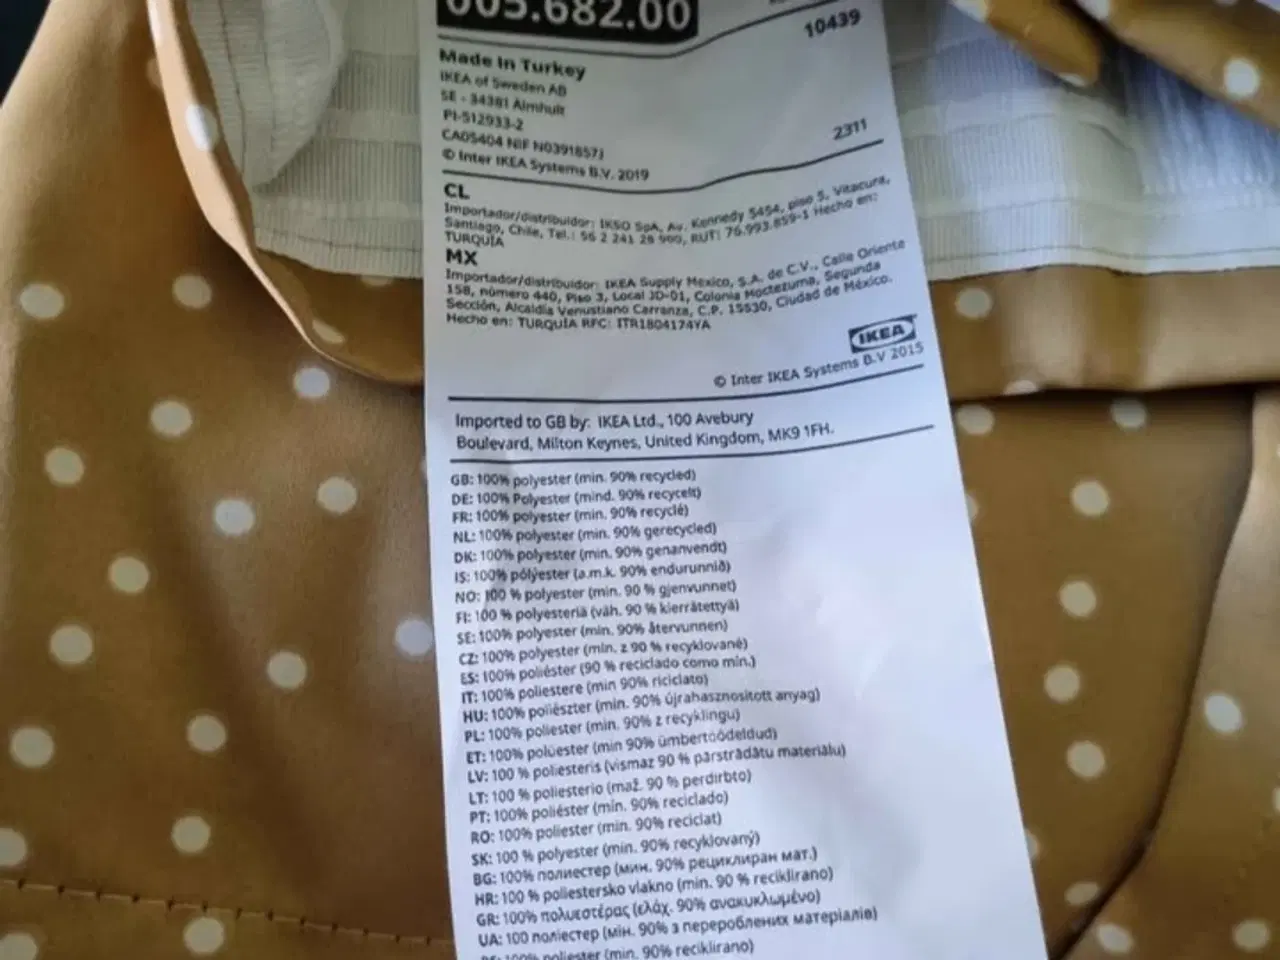 005.682.00
10439
Made in Turkey
IKEA of Sweden AB
SE - 34381 Älmhult
PI-512933-2
CA05404 NIF N0391857J
© Inter IKEA Systems B.V. 2019
2311
CL
Importador/distribuidor: IKSO SpA, Av. Kennedy 5454, piso 5, Vitacura,
Santiago, Chile, Tel.: 56 2 241 28 900, RUT: 76.993.859-1 Hecho en:
TURQUÍA
MX
Importador/distribuidor: IKEA Supply Mexico, S.A. de C.V., Calle Oriente
158, número 440, Piso 3, Local JD-01, Colonia Moctezuma, Segunda
Sección, Alcaldía Venustiano Carranza, C.P. 15530, Ciudad de México.
Hecho en: TURQUÍA RFC: ITR1804174YA
IKEA
© Inter IKEA Systems B.V 2015
Imported to GB by: IKEA Ltd., 100 Avebury
Boulevard, Milton Keynes, United Kingdom, MK9 1FH.
GB: 100% polyester (min. 90% recycled)
DE: 100% Polyester (mind. 90% recycelt)
FR: 100% polyester (min. 90% recyclé)
NL: 100% polyester (min. 90% gerecycled)
DK: 100% polyester (min. 90% genanvendt)
IS: 100% pólýester (a.m.k. 90% endurunnið)
NO: 100 % polyester (min. 90 % gjenvunnet)
FI: 100 % polyesteriä (väh. 90 % kierrätettyä)
SE: 100% polyester (min. 90% återvunnen)
CZ: 100% polyester (min. z 90 % recyklované)
ES: 100% poliéster (90 % reciclado como mín.)
IT: 100% poliestere (min 90% riciclato)
HU: 100% poliészter (min. 90% újrahasznosított anyag)
PL: 100% poliester (min. 90% z recyklingu)
ET: 100% polüester (min 90% ümbertöödeldud)
LV: 100 % poliesteris (vismaz 90 % pārstrādātu materiālu)
LT: 100 % poliesterio (maž. 90 % perdirbto)
PT: 100% poliéster (min. 90% reciclado)
RO: 100% poliester (min. 90% reciclat)
SK: 100 % polyester (min. 90% recyklovaný)
BG: 100% полиестер (мин. 90% рециклиран мат.)
HR: 100 % poliestersko vlakno (min. 90 % reciklirano)
GR: 100% πολυεστέρας (ελάχ. 90% ανακυκλωμένο)
UA: 100 поліестер (мін. 90% з перероблених матеріалів)
100% poliester (min. 90% reciklirano)